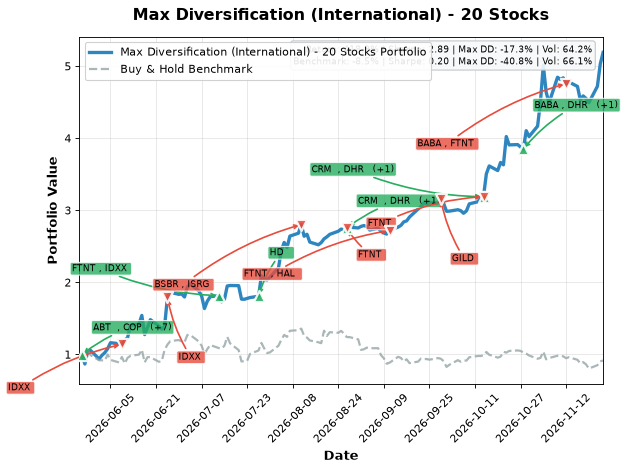 Max Diversification (International) - 20 Stocks
Max Diversification (International) - 20 Stocks Portfolio
Buy & Hold Benchmark
2.89 | Max DD: -17.3% | Vol: 64.2%
Benchmark: -8.5% | Sharpe: 0.20 | Max DD: -40.8% | Vol: 66.1%
Portfolio Value
5
4
3
2
1
BABA , DHR (+1)
BABA , FTNT
CRM , DHR (+1)
CRM , DHR (+1)
FTNT
HD
FTNT
GILD
FTNT , IDXX
FTNT , HAL
BSBR , ISRG
ABT , COP (+7)
IDXX
IDXX
2026-06-05
2026-06-21
2026-07-07
2026-07-23
2026-08-08
2026-08-24
2026-09-09
2026-09-25
2026-10-11
2026-10-27
2026-11-12
Date